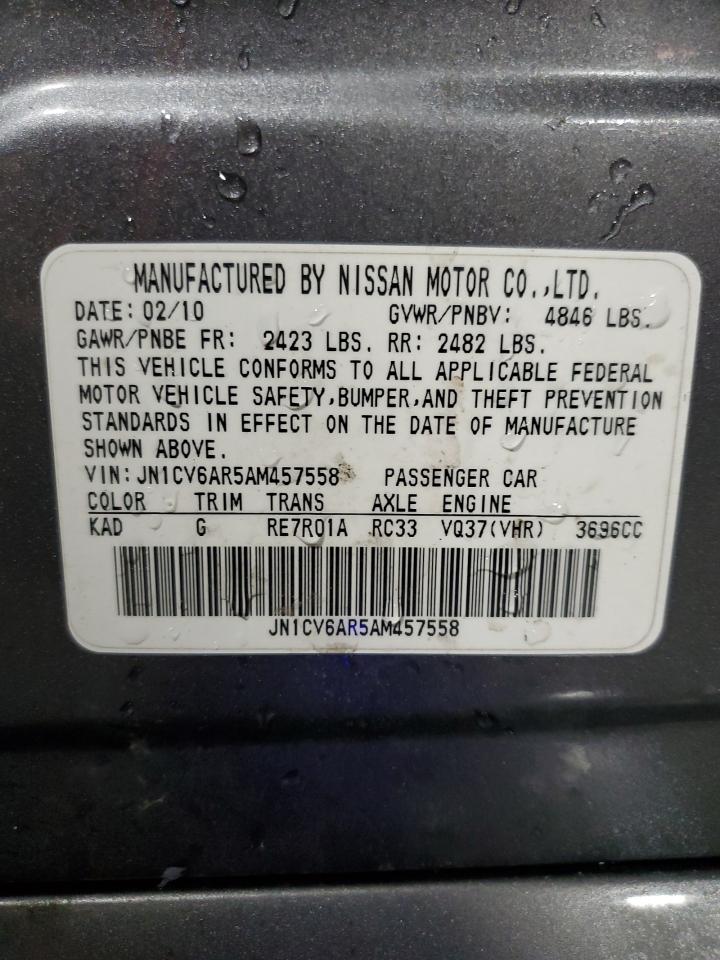 MANUFACTURED BY NISSAN MOTOR CO.,LTD.
DATE: 02/10 GVWR/PNBV: 4846 LBS.
GAWR/PNBE FR: 2423 LBS. RR: 2482 LBS.
THIS VEHICLE CONFORMS TO ALL APPLICABLE FEDERAL
MOTOR VEHICLE SAFETY,BUMPER,AND THEFT PREVENTION
STANDARDS IN EFFECT ON THE DATE OF MANUFACTURE
SHOWN ABOVE.
VIN:JN1CV6AR5AM457558 PASSENGER CAR
COLOR TRIM TRANS AXLE ENGINE
KAD G RE7R01A RC33 VQ37(VHR) 3696CC
JN1CV6AR5AM457558